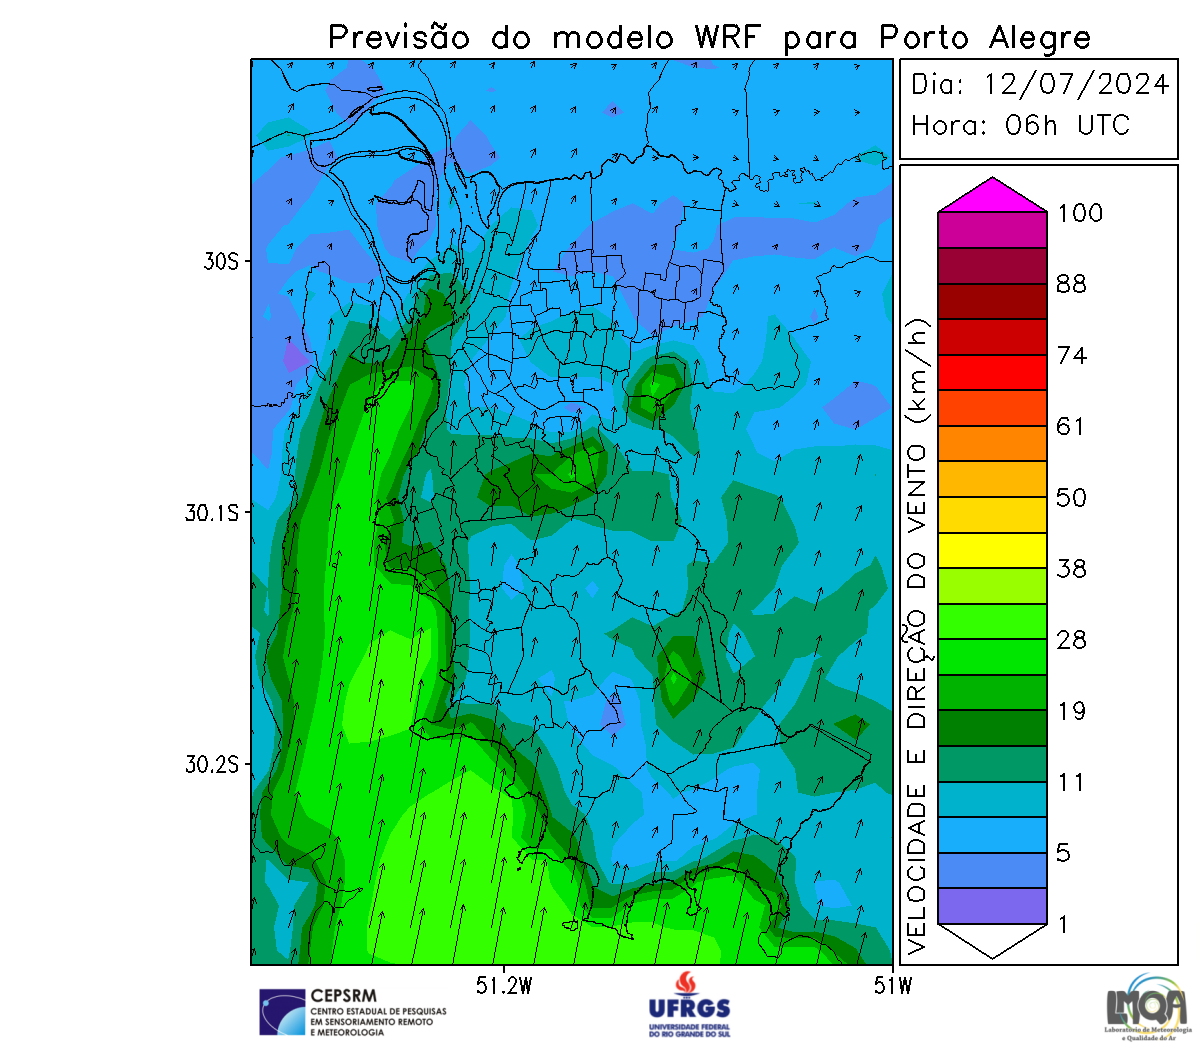 Previsão do modelo WRF para Porto Alegre
Dia: 12/07/2024
Hora: 06h UTC
30S
30.1S
30.2S
51.2W
51W
VELOCIDADE E DIREÇÃO DO VENTO (km/h)
100
88
74
61
50
38
28
19
11
5
1
CEPSRM
CENTRO ESTADUAL DE PESQUISAS
EM SENSORIAMENTO REMOTO
E METEOROLOGIA
UFRGS
UNIVERSIDADE FEDERAL
DO RIO GRANDE DO SUL
LMQA
Laboratório de Meteorologia
e Qualidade do Ar